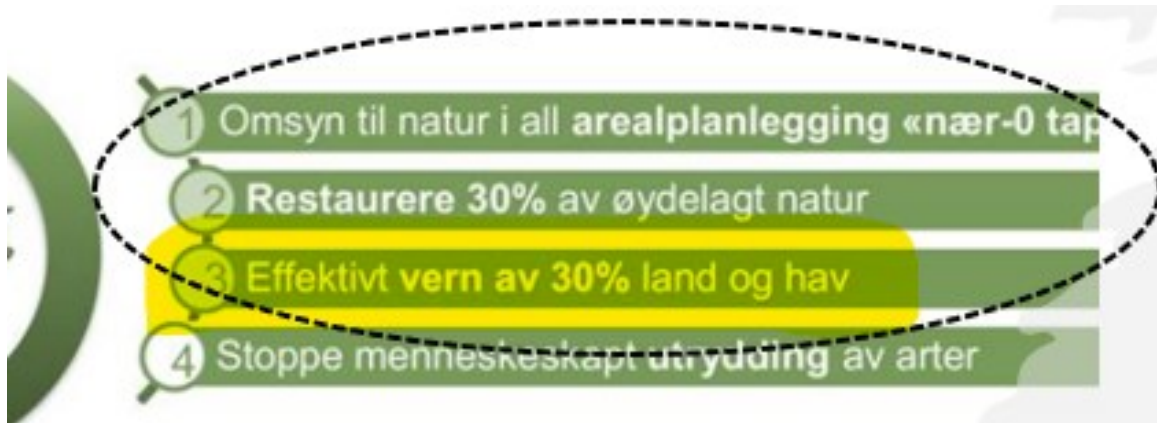 1 Omsyn til natur i all arealplanlegging «nær-0 tap
2 Restaurere 30% av øydelagt natur
3 Effektivt vern av 30% land og hav
4 Stoppe menneskeskapt utrydding av arter